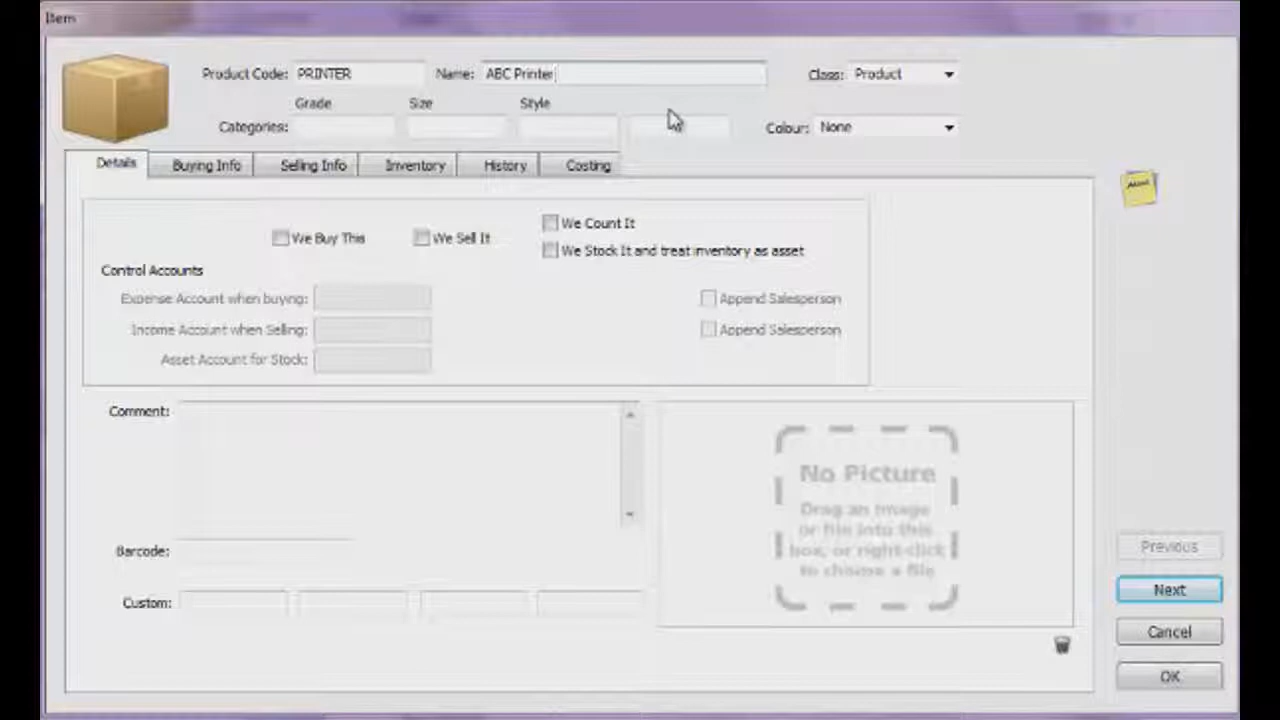 Item
Product Code: PRINTER Name: ABC Printer Class: Product
Grade Size Style
Categories: Colour: None
Details Buying Info Selling Info Inventory History Costing
We Buy This We Sell It We Count It
We Stock It and treat inventory as asset
Control Accounts
Expense Account when buying: Append Salesperson
Income Account when Selling: Append Salesperson
Asset Account for Stock:
Comment:
No Picture
Drag an image
or file into this
box, or right-click
to choose a file
Barcode:
Custom:
Previous
Next
Cancel
OK